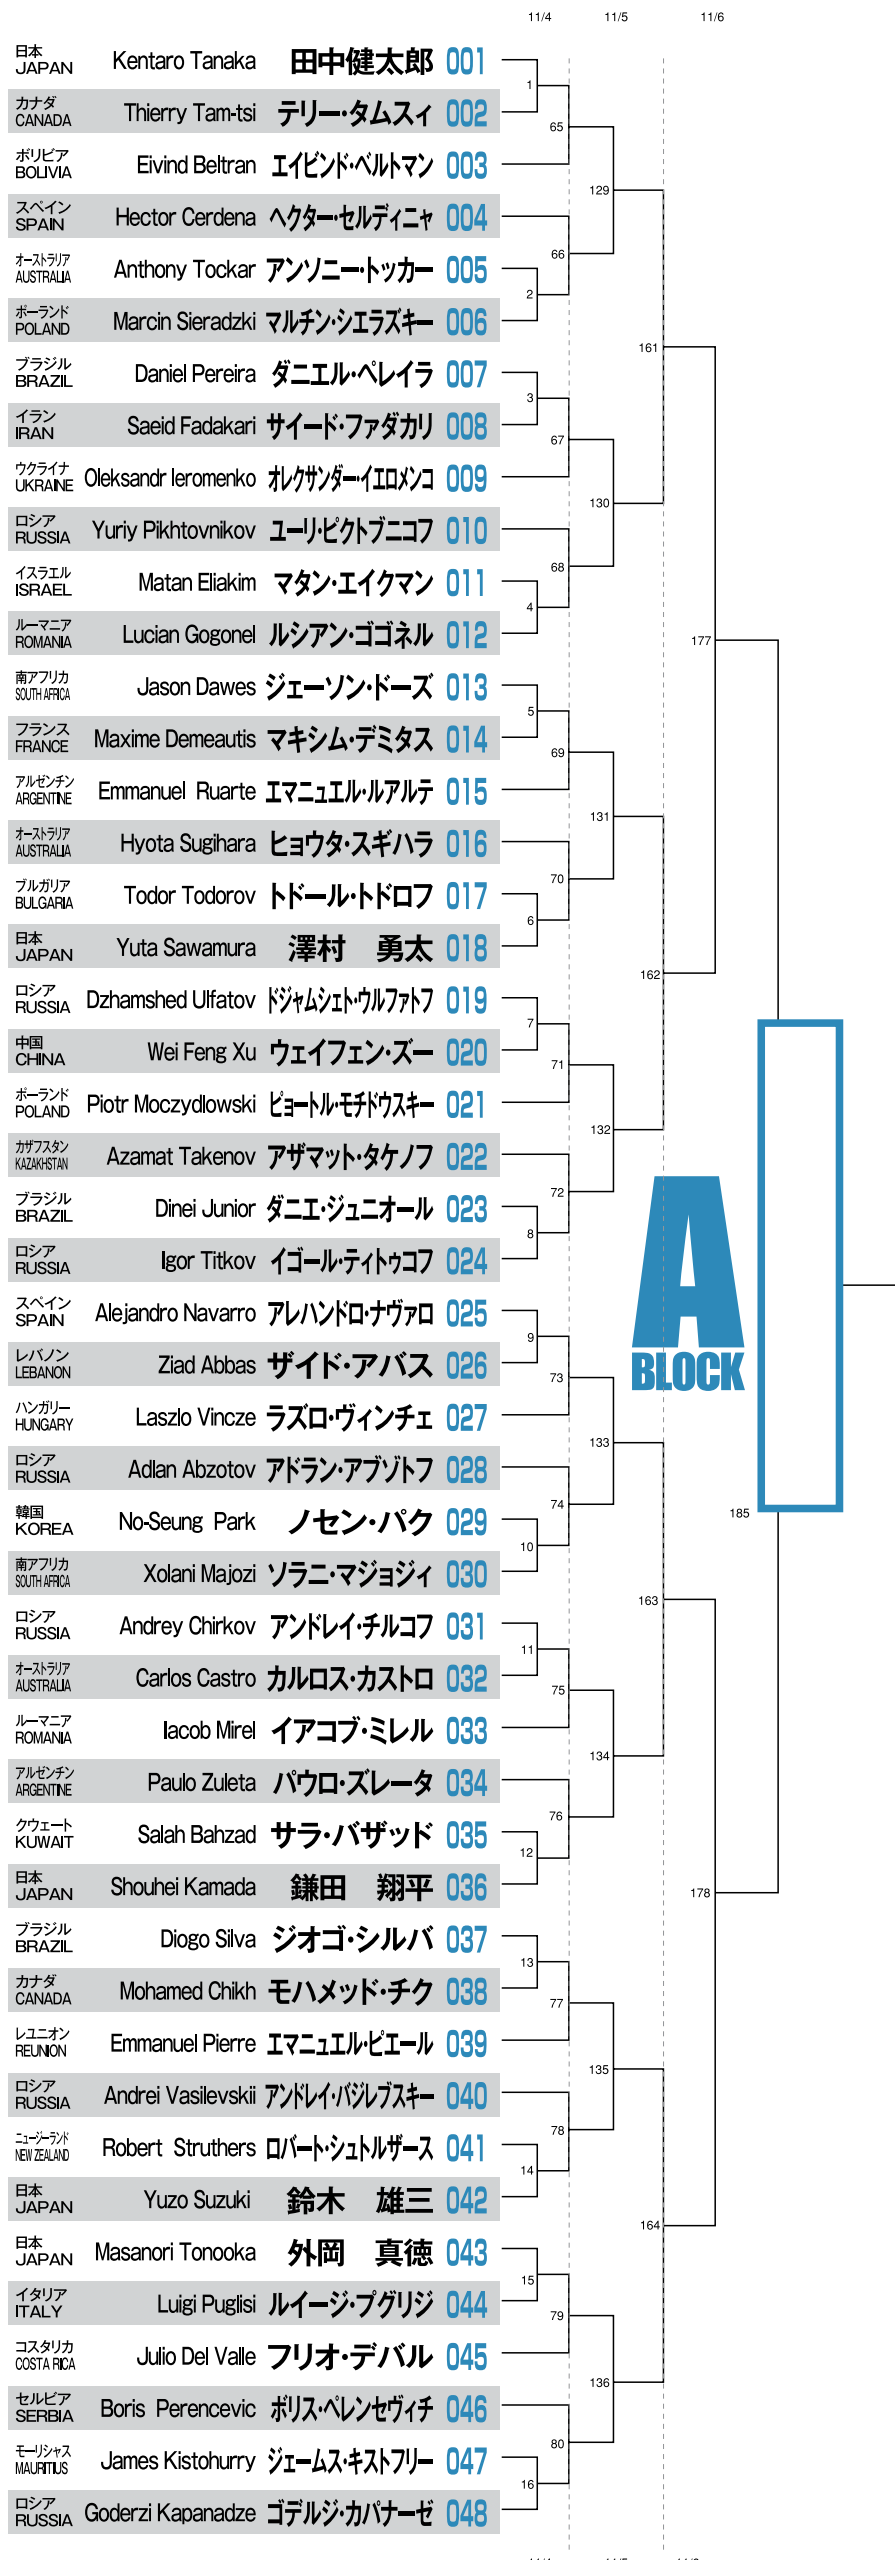 11/4 11/5 11/6
日本 JAPAN Kentaro Tanaka 田中健太郎 001
1
カナダ CANADA Thierry Tam-tsi テリー・タムスィ 002
65
ボリビア BOLIVIA Eivind Beltran エイビンド・ベルトマン 003
129
スペイン SPAIN Hector Cerdena ヘクター・セルディニャ 004
66
オーストラリア AUSTRALIA Anthony Tockar アンソニー・トッカー 005
2
ポーランド POLAND Marcin Sieradzki マルチン・シエラズキー 006
161
ブラジル BRAZIL Daniel Pereira ダニエル・ペレイラ 007
3
イラン IRAN Saeid Fadakari サイード・ファダカリ 008
67
ウクライナ UKRAINE Oleksandr Ieromenko オレクサンダー・イエロメンコ 009
130
ロシア RUSSIA Yuriy Pikhtovnikov ユーリ・ピクトブニコフ 010
68
イスラエル ISRAEL Matan Eliakim マタン・エイクマン 011
4
ルーマニア ROMANIA Lucian Gogonel ルシアン・ゴゴネル 012
177
南アフリカ SOUTH AFRICA Jason Dawes ジェーソン・ドーズ 013
5
フランス FRANCE Maxime Demeautis マキシム・デミタス 014
69
アルゼンチン ARGENTINE Emmanuel Ruarte エマニュエル・ルアルテ 015
131
オーストラリア AUSTRALIA Hyota Sugihara ヒョウタ・スギハラ 016
70
ブルガリア BULGARIA Todor Todorov トドール・トドロフ 017
6
日本 JAPAN Yuta Sawamura 澤村 勇太 018
162
ロシア RUSSIA Dzhamshed Ulfatov ドジャムシェト・ウルファトフ 019
7
中国 CHINA Wei Feng Xu ウェイフェン・ズー 020
71
ポーランド POLAND Piotr Moczydlowski ピョートル・モチドウスキー 021
132
カザフスタン KAZAKHSTAN Azamat Takenov アザマット・タケノフ 022
72
ブラジル BRAZIL Dinei Junior ダニエ・ジュニオール 023
8
ロシア RUSSIA Igor Titkov イゴール・ティトゥコフ 024
A
BLOCK
スペイン SPAIN Alejandro Navarro アレハンドロ・ナヴァロ 025
9
レバノン LEBANON Ziad Abbas ザイド・アバス 026
73
ハンガリー HUNGARY Laszlo Vincze ラズロ・ヴィンチェ 027
133
ロシア RUSSIA Adlan Abzotov アドラン・アブゾトフ 028
74
185
韓国 KOREA No-Seung Park ノセン・パク 029
10
南アフリカ SOUTH AFRICA Xolani Majozi ソラニ・マジョジィ 030
163
ロシア RUSSIA Andrey Chirkov アンドレイ・チルコフ 031
11
オーストラリア AUSTRALIA Carlos Castro カルロス・カストロ 032
75
ルーマニア ROMANIA Iacob Mirel イアコブ・ミレル 033
134
アルゼンチン ARGENTINE Paulo Zuleta パウロ・ズレータ 034
76
クウェート KUWAIT Salah Bahzad サラ・バザッド 035
12
日本 JAPAN Shouhei Kamada 鎌田 翔平 036
178
ブラジル BRAZIL Diogo Silva ジオゴ・シルバ 037
13
カナダ CANADA Mohamed Chikh モハメッド・チク 038
77
レユニオン REUNION Emmanuel Pierre エマニュエル・ピエール 039
135
ロシア RUSSIA Andrei Vasilevskii アンドレイ・バジレブスキー 040
78
ニュージーランド NEW ZEALAND Robert Struthers ロバート・シュトルザース 041
14
日本 JAPAN Yuzo Suzuki 鈴木 雄三 042
164
日本 JAPAN Masanori Tonooka 外岡 真徳 043
15
イタリア ITALY Luigi Puglisi ルイージ・プグリジ 044
79
コスタリカ COSTA RICA Julio Del Valle フリオ・デバル 045
136
セルビア SERBIA Boris Perencevic ボリス・ペレンセヴィチ 046
80
モーリシャス MAURITIUS James Kistohurry ジェームス・キストフリー 047
16
ロシア RUSSIA Goderzi Kapanadze ゴデルジ・カパナーゼ 048